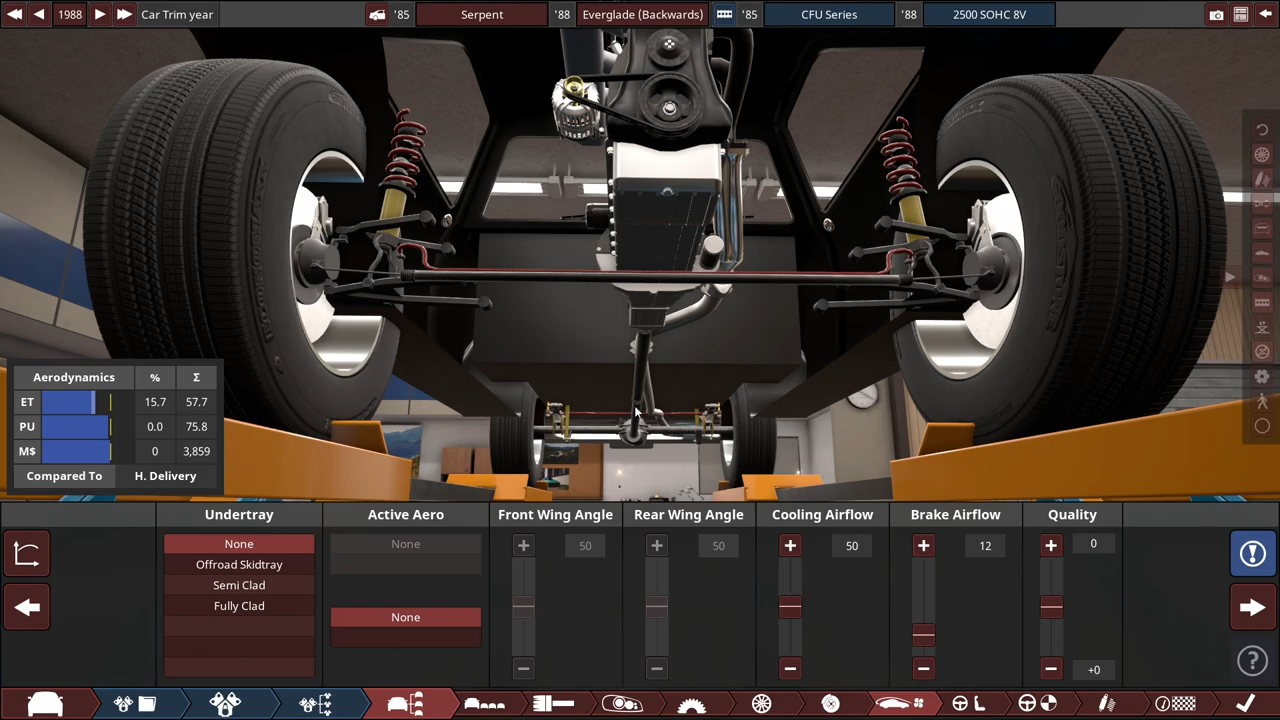 1988 Car Trim year '85 Serpent '88 Everglade (Backwards) '85 CFU Series '88 2500 SOHC 8V
Aerodynamics % Σ
ET 15.7 57.7
PU 0.0 75.8
M$ 0 3,859
Compared To H. Delivery
Undertray Active Aero Front Wing Angle Rear Wing Angle Cooling Airflow Brake Airflow Quality
None None + 50 + 50 + 50 + 12 + 0
Offroad Skidtray
Semi Clad
Fully Clad None
− − − − − +0
?